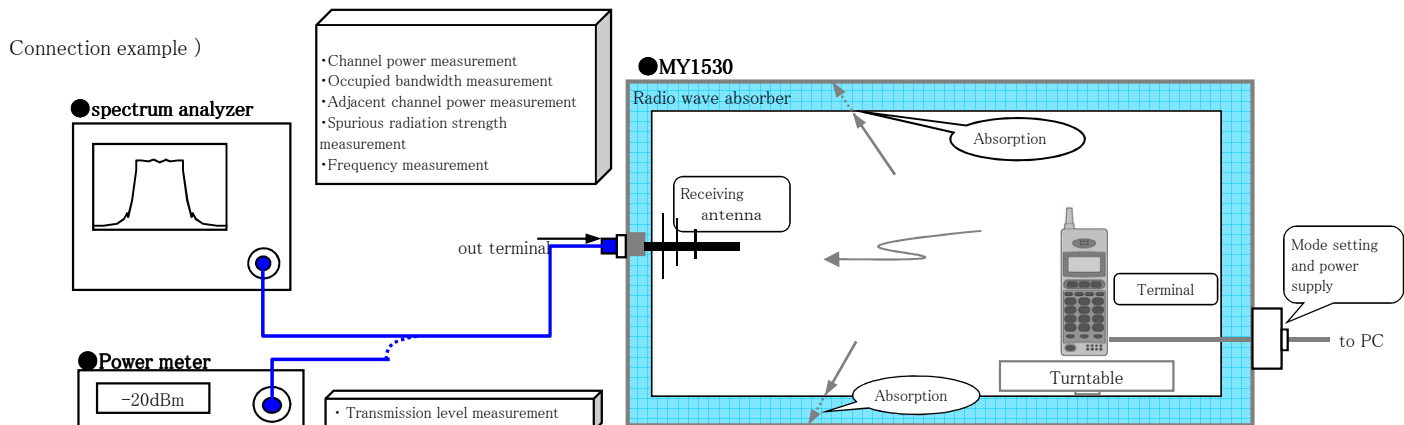 Connection example )
●spectrum analyzer
・Channel power measurement
・Occupied bandwidth measurement
・Adjacent channel power measurement
・Spurious radiation strength
measurement
・Frequency measurement
●MY1530
Radio wave absorber
Absorption
Receiving
antenna
out terminal
Terminal
Mode setting
and power
supply
to PC
Turntable
Absorption
●Power meter
-20dBm
・ Transmission level measurement